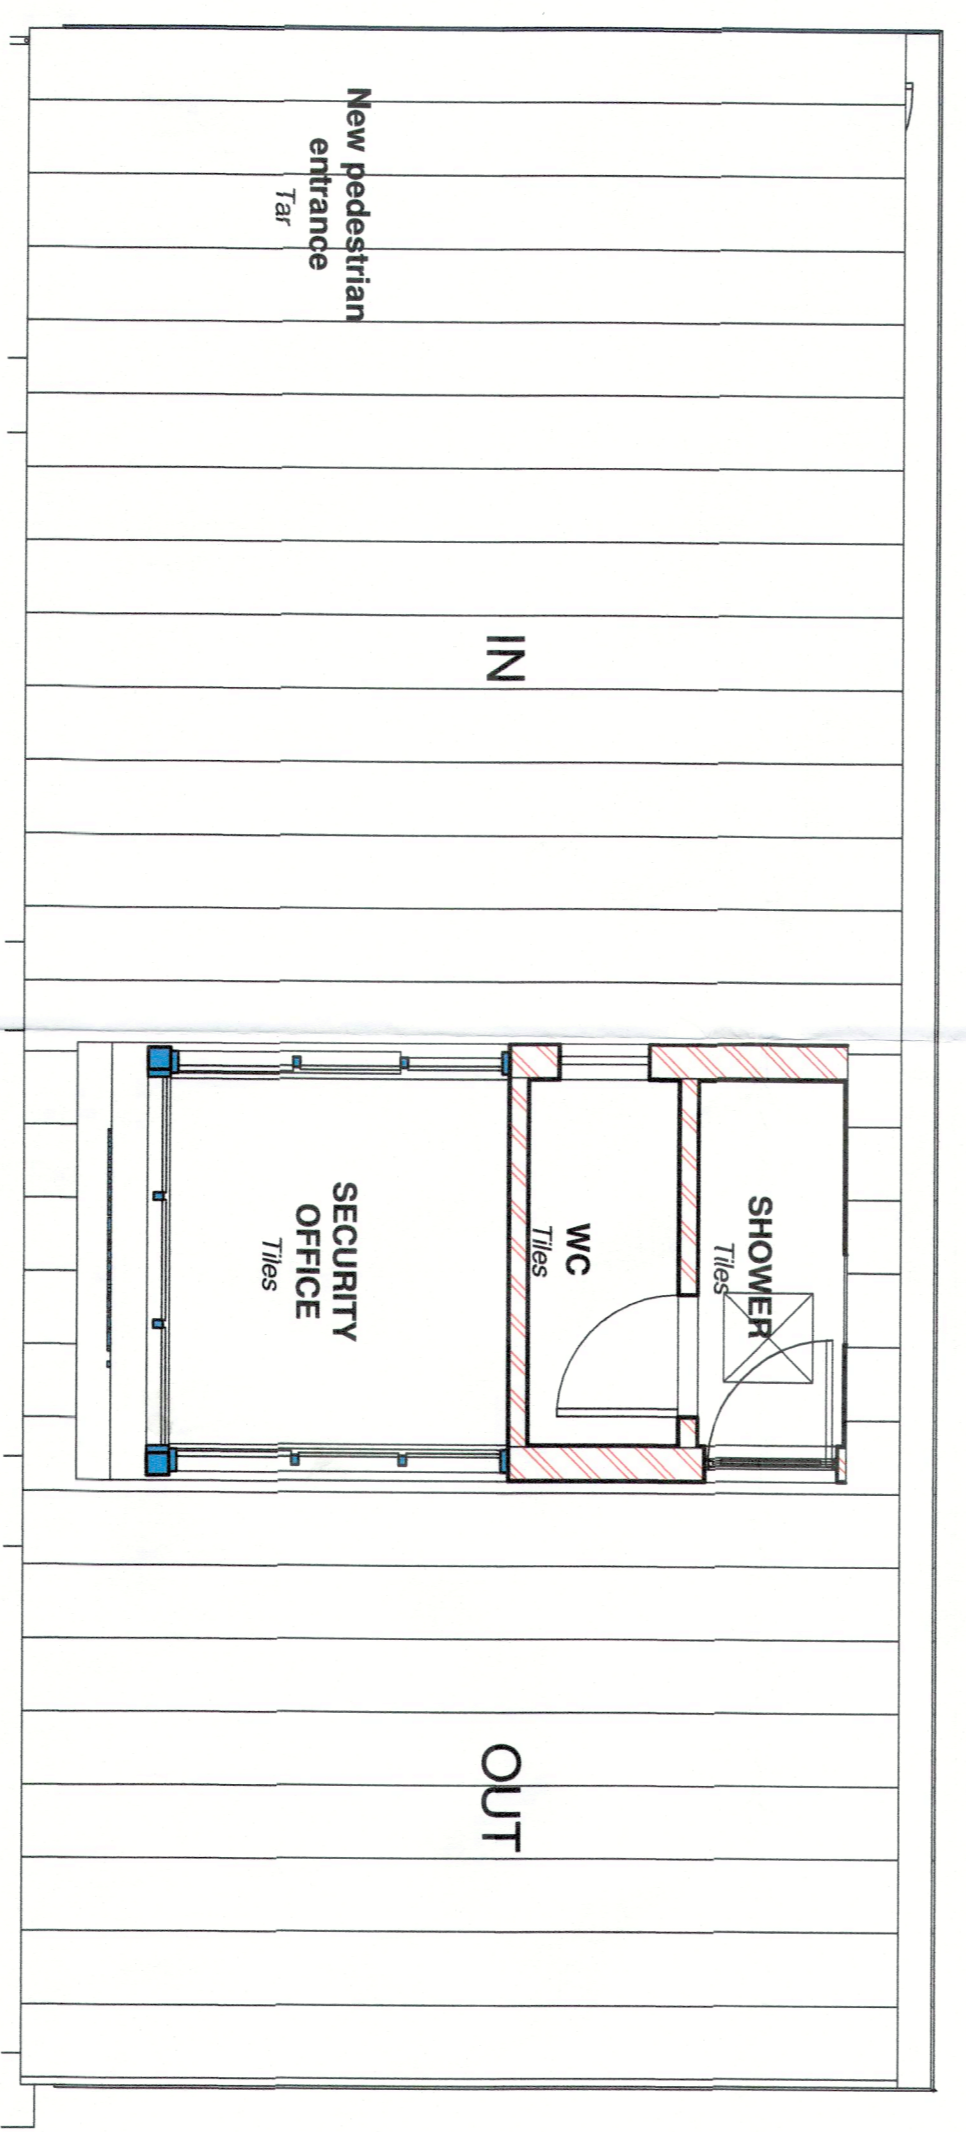 New pedestrian
entrance
Tar
IN
SECURITY
OFFICE
Tiles
WC
Tiles
SHOWER
Tiles
OUT